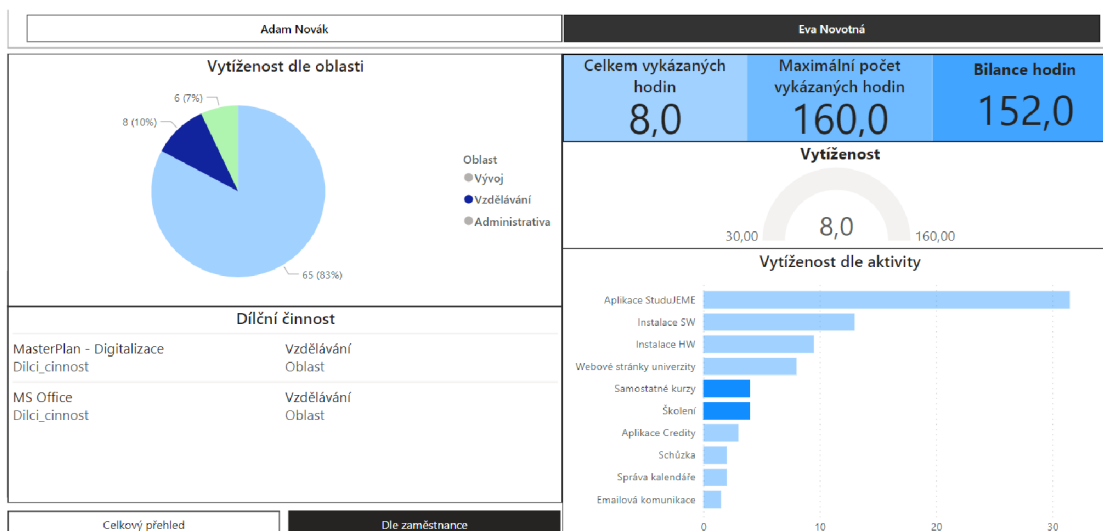 Adam Novák
Eva Novotná
Vytíženost dle oblasti
6 (7%)
8 (10%)
65 (83%)
Oblast
Vývoj
Vzdělávání
Administrativa
Celkem vykázaných
hodin
8,0
Maximální počet
vykázaných hodin
160,0
Bilance hodin
152,0
Vytíženost
8,0
30,00
160,00
Dílční činnost
MasterPlan - Digitalizace
Vzdělávání
Dilci_cinnost
Oblast
MS Office
Vzdělávání
Dilci_cinnost
Oblast
Vytíženost dle aktivity
Aplikace StuduJEME
Instalace SW
Instalace HW
Webové stránky univerzity
Samostatné kurzy
Školení
Aplikace Credity
Schůzka
Správa kalendáře
Emailová komunikace
0
10
20
30
Celkový přehled
Dle zaměstnance